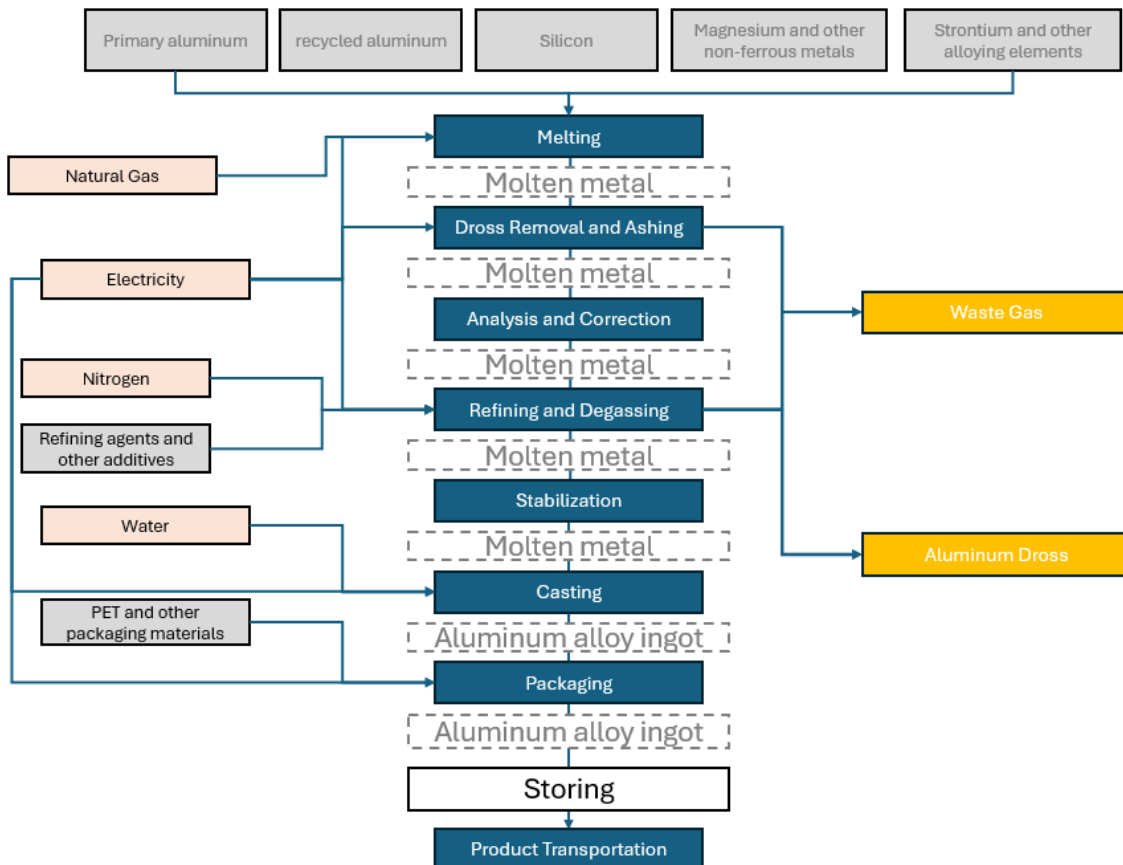 Primary aluminum
recycled aluminum
Silicon
Magnesium and other
non-ferrous metals
Strontium and other
alloying elements
Melting
Natural Gas
Molten metal
Dross Removal and Ashing
Electricity
Molten metal
Analysis and Correction
Waste Gas
Molten metal
Nitrogen
Refining and Degassing
Refining agents and
other additives
Molten metal
Stabilization
Water
Molten metal
Aluminum Dross
Casting
PET and other
packaging materials
Aluminum alloy ingot
Packaging
Aluminum alloy ingot
Storing
Product Transportation